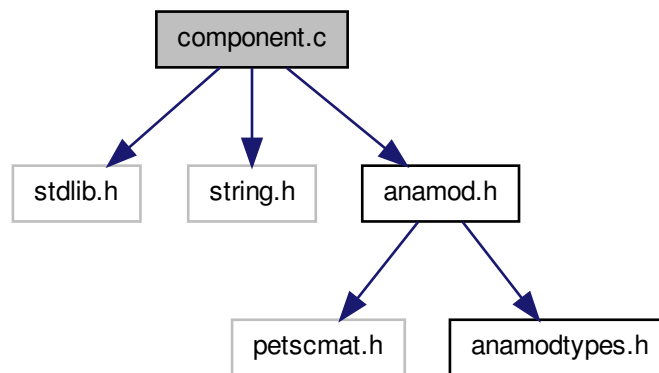 component.c
stdlib.h
string.h
anamod.h
petscmat.h
anamodtypes.h